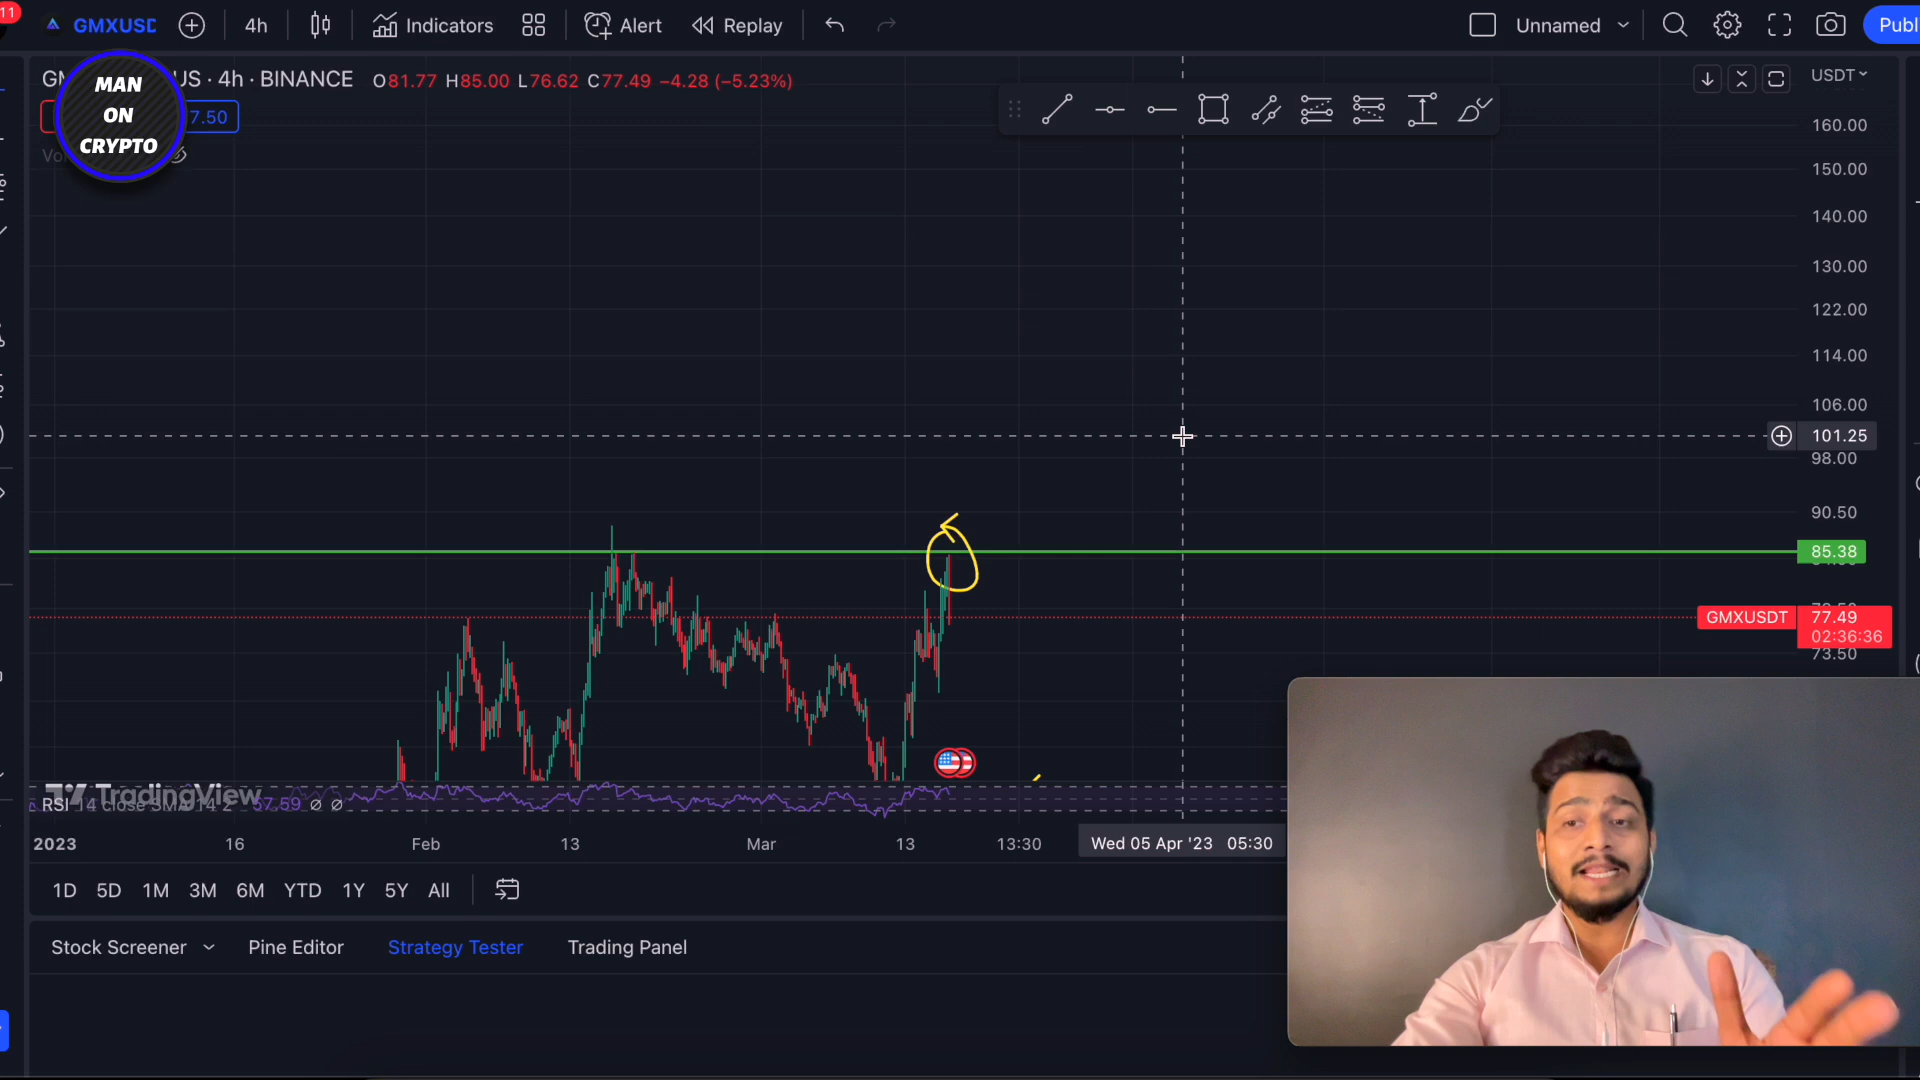 11
GMXUSD
4h
Indicators
Alert
Replay
Unnamed
Publ
US · 4h · BINANCE O81.77 H85.00 L76.62 C77.49 −4.28 (−5.23%)
7.50
MAN
ON
CRYPTO
USDT
160.00
150.00
140.00
130.00
122.00
114.00
106.00
101.25
98.00
90.50
85.38
GMXUSDT 77.49
02:36:36
73.50
TradingView
RSI 14 close SMA 14 2 57.59 ∅ ∅
2023 16 Feb 13 Mar 13 13:30 Wed 05 Apr '23 05:30
1D 5D 1M 3M 6M YTD 1Y 5Y All
Stock Screener Pine Editor Strategy Tester Trading Panel